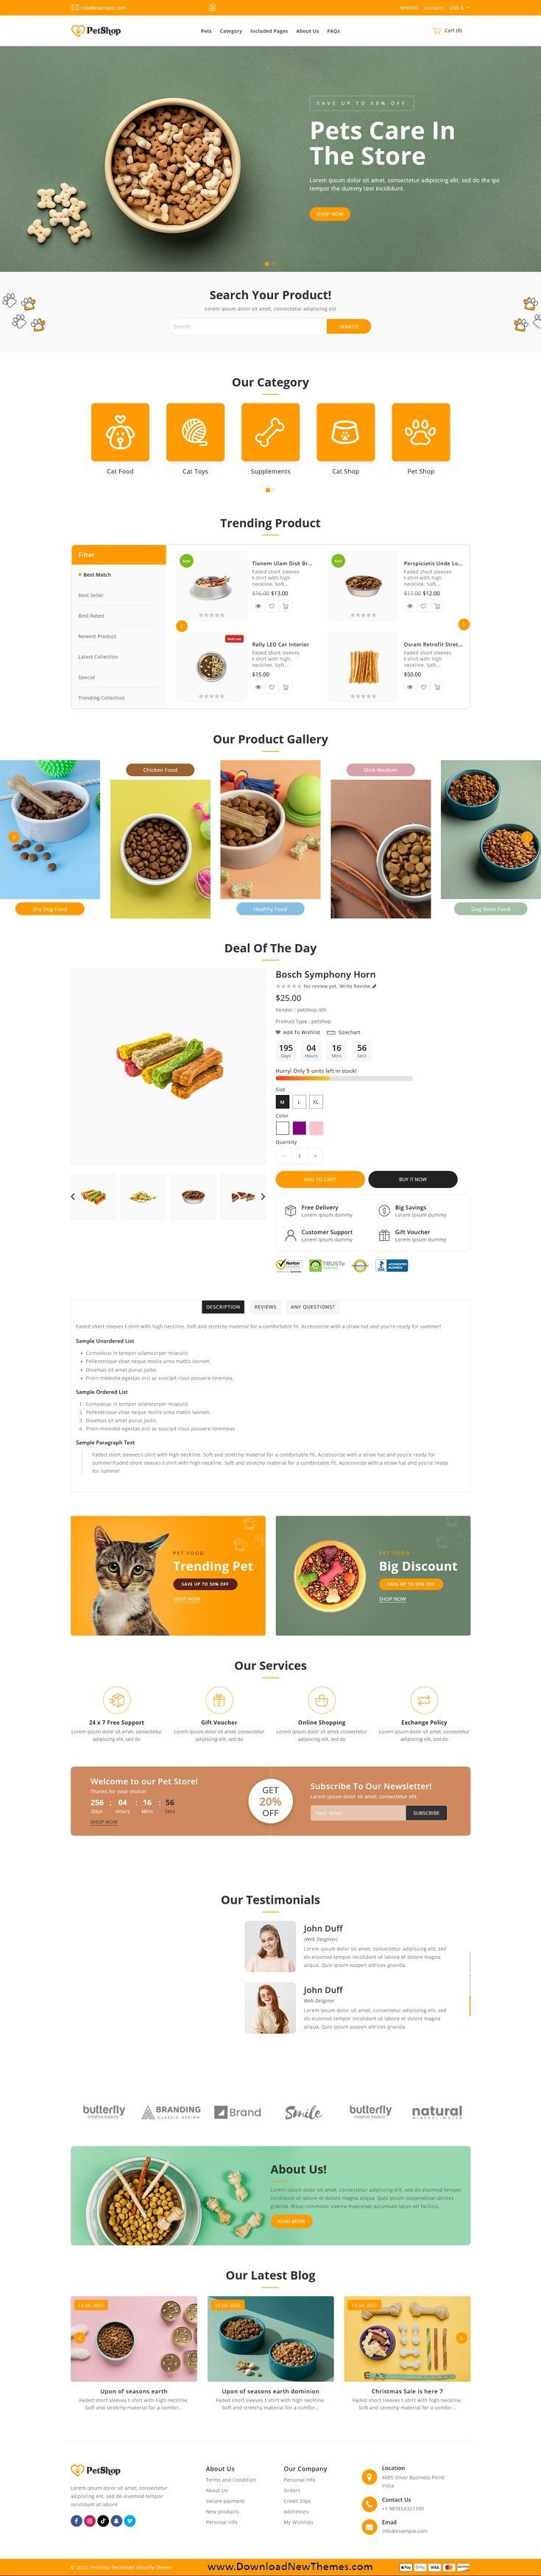 info@example.com
Wishlist Account USD $
PetShop
Pets Category Included Pages About Us FAQs
Cart (0)
SAVE UP TO 40% OFF
Pets Care In
The Store
Lorem ipsum dolor sit amet, consectetur adipiscing elit, sed do the ips
tempor the dummy text incididunt.
SHOP NOW
Search Your Product!
Lorem ipsum dolor sit amet, consectetur adipiscing elit
Search
SEARCH
Our Category
Cat Food
Cat Toys
Supplements
Cat Shop
Pet Shop
Trending Product
Filter
Best Match
Best Seller
Best Rated
Newest Product
Latest Collection
Special
Trending Collection
Sale
Tionem Ulam Disk Br...
Faded short sleeves
t-shirt with high
neckline. Soft...
$16.00 $13.00
Sale
Perspiciatis Unde Lo...
Faded short sleeves
t-shirt with high
neckline. Soft...
$17.00 $12.00
Sold out
Rally LED Car Interior
Faded short sleeves
t-shirt with high
neckline. Soft...
$15.00
Osram Retrofit Stret...
Faded short sleeves
t-shirt with high
neckline. Soft...
$50.00
Our Product Gallery
Chicken Food
Stick Medium
Dry Dog Food
Healthy Food
Dog Bone Food
Deal Of The Day
Bosch Symphony Horn
No review yet, Write Review
$25.00
Vendor :
Product Type : petshop
Add To Wishlist Sizechart
195 04 16 56
Days Hours Mins Secs
Hurry! Only 5 units left in stock!
Size
M L XL
Color
Quantity
- 1 +
ADD TO CART
BUY IT NOW
Free Delivery
Lorem ipsum dummy
Big Savings
Lorem ipsum dummy
Customer Support
Lorem ipsum dummy
Gift Voucher
Lorem ipsum dummy
Norton
TRUSTe
ACCREDITED
BUSINESS
DESCRIPTION REVIEWS ANY QUESTIONS?
Faded short sleeves t-shirt with high neckline. Soft and stretchy material for a comfortable fit. Accessorize with a straw hat and you're ready for summer!
Sample Unordered List
Comodous in tempor ullamcorper miaculis
Pellentesque vitae neque mollis urna mattis laoreet.
Divamus sit amet purus justo.
Proin molestie egestas orci ac suscipit risus posuere loremou.
Sample Ordered List
1. Comodous in tempor ullamcorper miaculis
2. Pellentesque vitae neque mollis urna mattis laoreet.
3. Divamus sit amet purus justo.
4. Proin molestie egestas orci ac suscipit risus posuere loremous
Sample Paragraph Text
Faded short sleeves t-shirt with high neckline. Soft and stretchy material for a comfortable fit. Accessorize with a straw hat and you're ready for
summer!Faded short sleeves t-shirt with high neckline. Soft and stretchy material for a comfortable fit. Accessorize with a straw hat and you're ready
for summer
PET FOOD
Trending Pet
SAVE UP TO 50% OFF
SHOP NOW
PET FOOD
Big Discount
SAVE UP TO 50% OFF
SHOP NOW
Our Services
24 x 7 Free Support
Lorem ipsum dolor sit amet, consectetur
adipiscing elit, sed do
Gift Voucher
Lorem ipsum dolor sit amet, consectetur
adipiscing elit, sed do
Online Shopping
Lorem ipsum dolor sit amet, consectetur
adipiscing elit, sed do
Exchange Policy
Lorem ipsum dolor sit amet, consectetur
adipiscing elit, sed do
Welcome to our Pet Store!
Thanks for your choice!
256 : 04 : 16 : 56
Days Hours Mins Secs
SHOP NOW
GET
20%
OFF
Subscribe To Our Newsletter!
Lorem ipsum dolor sit amet, consectetur elit.
Your email
SUBSCRIBE
Our Testimonials
John Duff
(Web Desginer)
Lorem ipsum dolor sit amet, consectetur adipiscing elit, sed
do eiusmod tempor incididunt ut labore et dolore magna
aliqua. Quis ipsum suspen ultrices gravida.
John Duff
Web Desginer
Lorem ipsum dolor sit amet, consectetur adipiscing elit, sed
do eiusmod tempor incididunt ut labore et dolore magna
aliqua. Quis ipsum suspen ultrices gravida.
butterfly
creative beauty
BRANDING
CLASSIC DESIGN
Brand
Smile
butterfly
creative beauty
natural
MINERAL WATER
About Us!
Lorem ipsum dolor sit amet, consectetur adipiscing elit, sed do eiusmod tempor
incididunt ut labore et dolore magna aliqua. Quis ipsum suspendisse ultrices
gravida. Risus commodo viverra maecenas accumsan lacus vel facilisis.
READ MORE
Our Latest Blog
13 Jul, 2022
Upon of seasons earth
Faded short sleeves t-shirt with high neckline.
Soft and stretchy material for a comfor...
13 Jul, 2022
Upon of seasons earth dominion
Faded short sleeves t-shirt with high neckline.
Soft and stretchy material for a comfor...
13 Jul, 2022
Christmas Sale is here 7
Faded short sleeves t-shirt with high neckline.
Soft and stretchy material for a comfor...
PetShop
Lorem ipsum dolor sit amet, consectetur
adipiscing elit, sed do eiusmod tempor
incididunt ut labore
About Us
Terms and Condition
About Us
Secure payment
New products
Personal info
Our Company
Personal info
Orders
Credit Slips
Addresses
My Wishlists
Location
4005 Silver Business Point
India
Contact Us
+1 987654321100
Email
info@example.com
© 2022, Petshop Sectioned Shopify Theme
www.DownloadNewThemes.com
Pay
G Pay
VISA